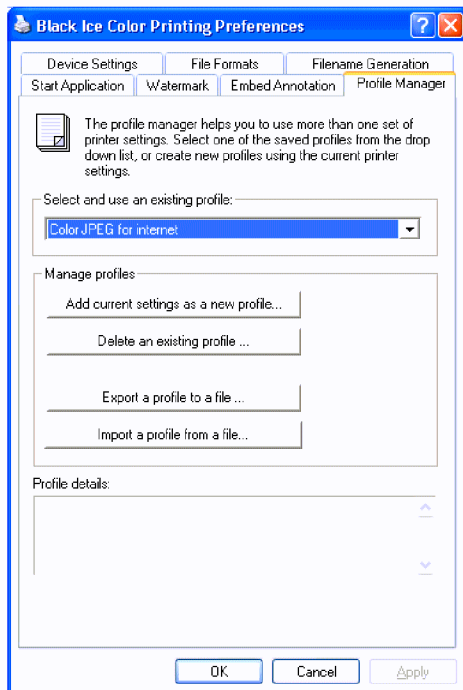 Black Ice Color Printing Preferences
Device Settings
File Formats
Filename Generation
Start Application
Watermark
Embed Annotation
Profile Manager
The profile manager helps you to use more than one set of
printer settings. Select one of the saved profiles from the drop
down list, or create new profiles using the current printer
settings.
Select and use an existing profile:
Color JPEG for internet
Manage profiles
Add current settings as a new profile...
Delete an existing profile ...
Export a profile to a file ...
Import a profile from a file...
Profile details:
OK
Cancel
Apply